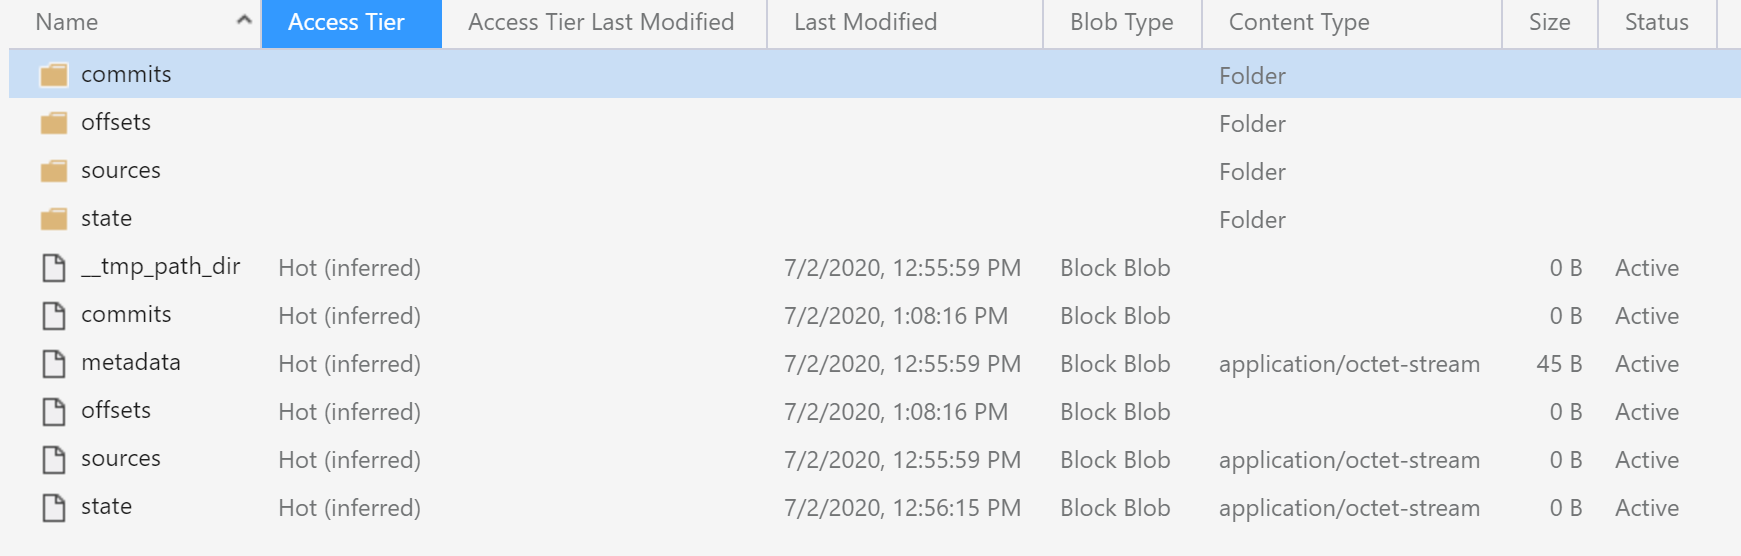 Name Access Tier Access Tier Last Modified Last Modified Blob Type Content Type Size Status
commits Folder
offsets Folder
sources Folder
state Folder
__tmp_path_dir Hot (inferred) 7/2/2020, 12:55:59 PM Block Blob 0 B Active
commits Hot (inferred) 7/2/2020, 1:08:16 PM Block Blob 0 B Active
metadata Hot (inferred) 7/2/2020, 12:55:59 PM Block Blob application/octet-stream 45 B Active
offsets Hot (inferred) 7/2/2020, 1:08:16 PM Block Blob 0 B Active
sources Hot (inferred) 7/2/2020, 12:55:59 PM Block Blob application/octet-stream 0 B Active
state Hot (inferred) 7/2/2020, 12:56:15 PM Block Blob application/octet-stream 0 B Active